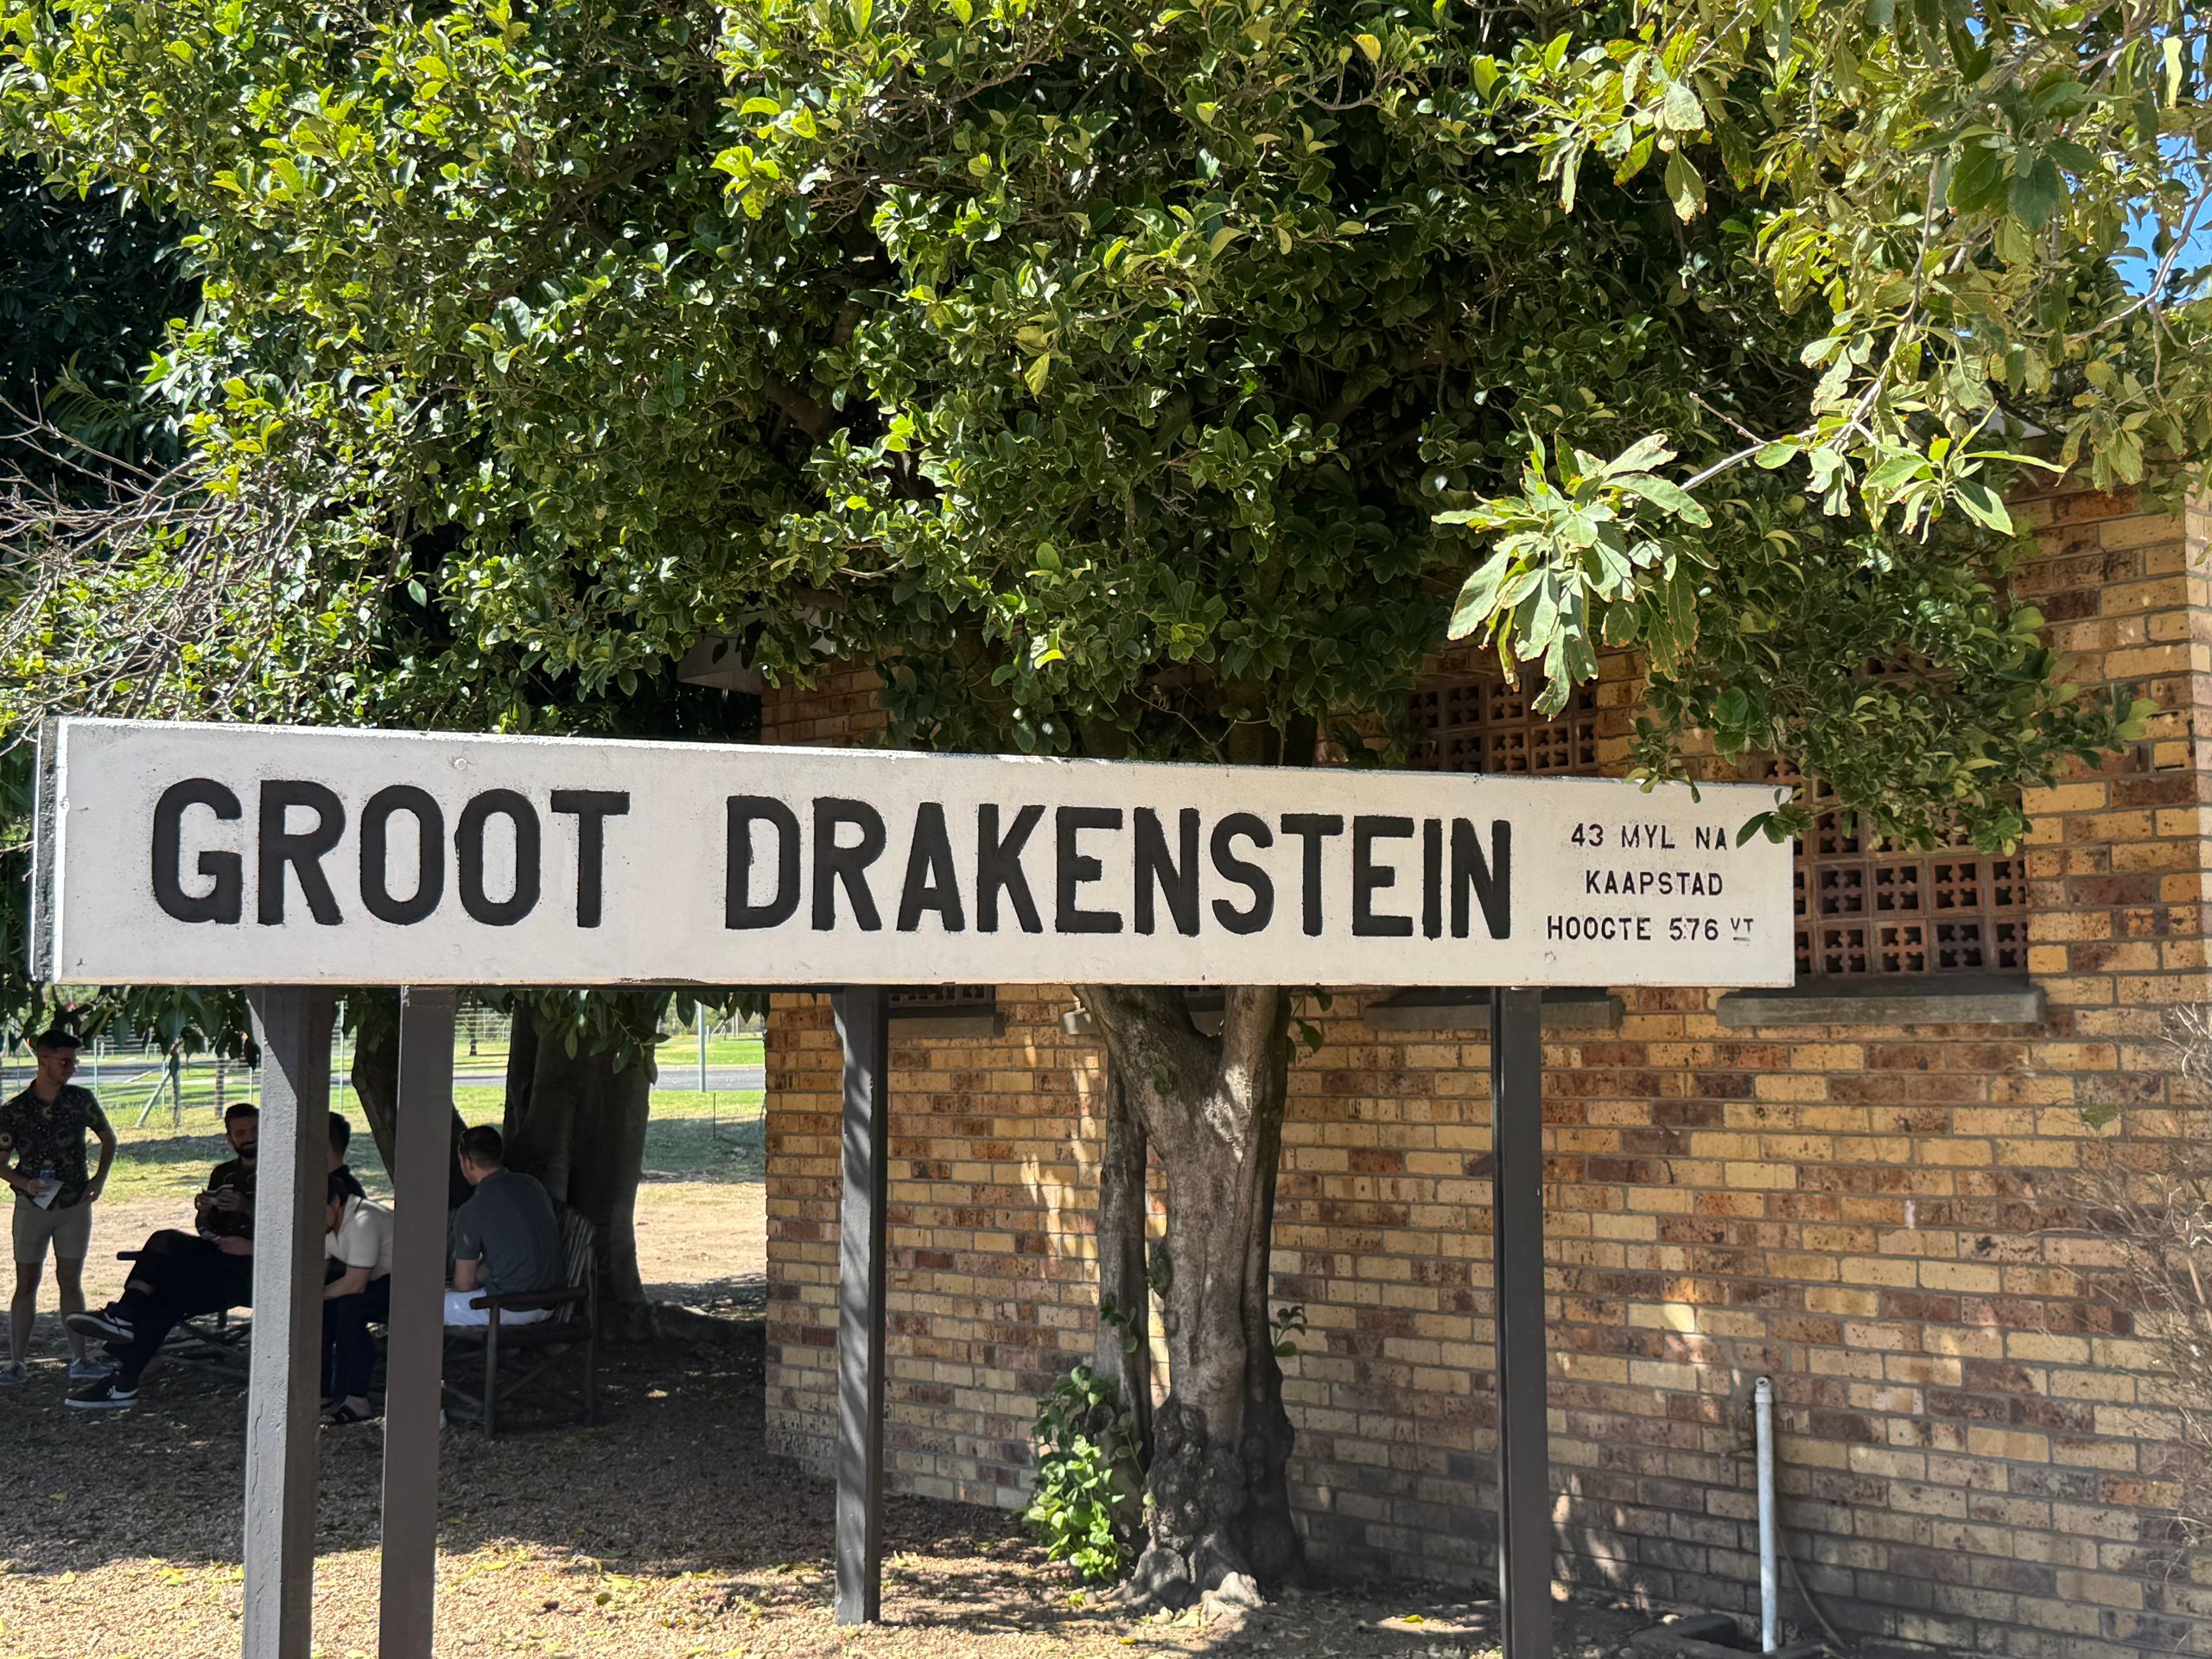 GROOT DRAKENSTEIN
43 MYL NA
KAAPSTAD
HOOGTE 576 VT